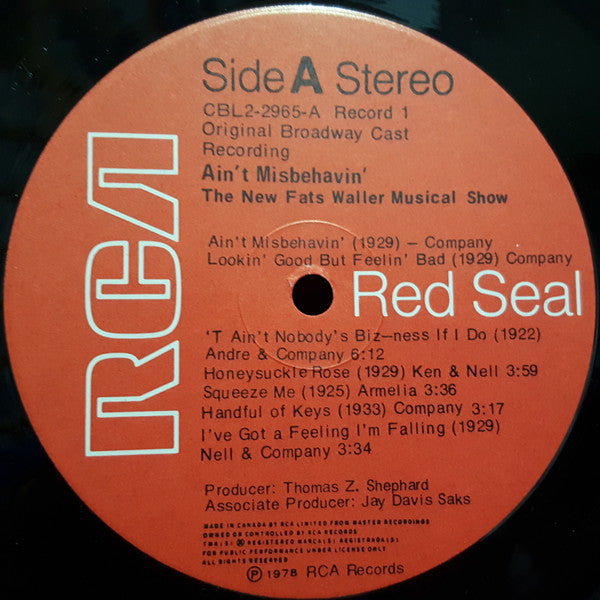 RCA
Side A Stereo
CBL2-2965-A Record 1
Original Broadway Cast
Recording
Ain't Misbehavin'
The New Fats Waller Musical Show
Ain't Misbehavin' (1929) – Company
Lookin' Good But Feelin' Bad (1929) Company
Red Seal
'T Ain't Nobody's Biz—ness If I Do (1922)
Andre & Company 6:12
Honeysuckle Rose (1929) Ken & Nell 3:59
Squeeze Me (1925) Armelia 3:36
Handful of Keys (1933) Company 3:17
I've Got a Feeling I'm Falling (1929)
Nell & Company 3:34
Producer: Thomas Z. Shephard
Associate Producer: Jay Davis Saks
MADE IN CANADA BY RCA LIMITED FROM MASTER RECORDINGS
OWNED OR CONTROLLED BY RCA RECORDS
TMK(S) ® REGISTERED MARCA(S) REGISTRADA(S)
FOR PUBLIC PERFORMANCE UNDER LICENSE ONLY
ALL RIGHTS RESERVED
℗ 1978 RCA Records